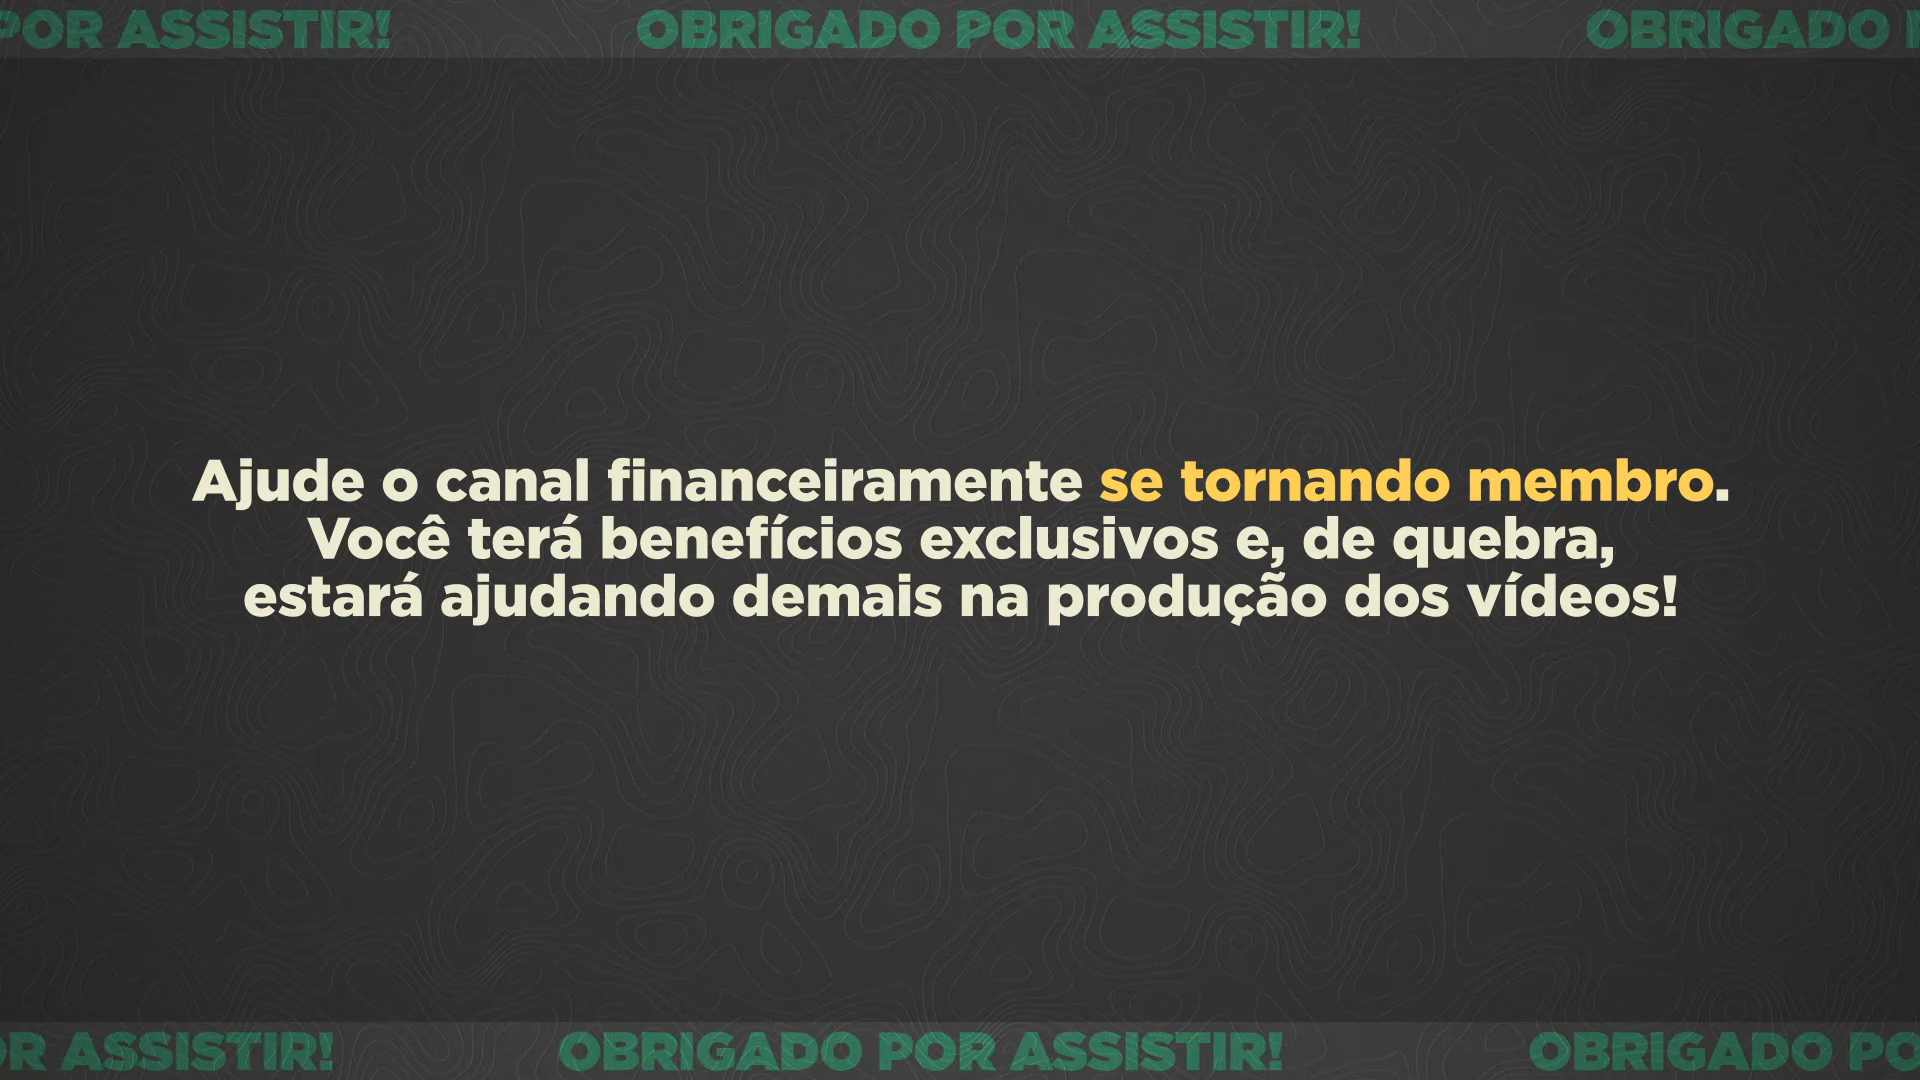 POR ASSISTIR! OBRIGADO POR ASSISTIR! OBRIGADO
Ajude o canal financeiramente se tornando membro.
Você terá benefícios exclusivos e, de quebra,
estará ajudando demais na produção dos vídeos!
ASSISTIR! OBRIGADO POR ASSISTIR! OBRIGADO